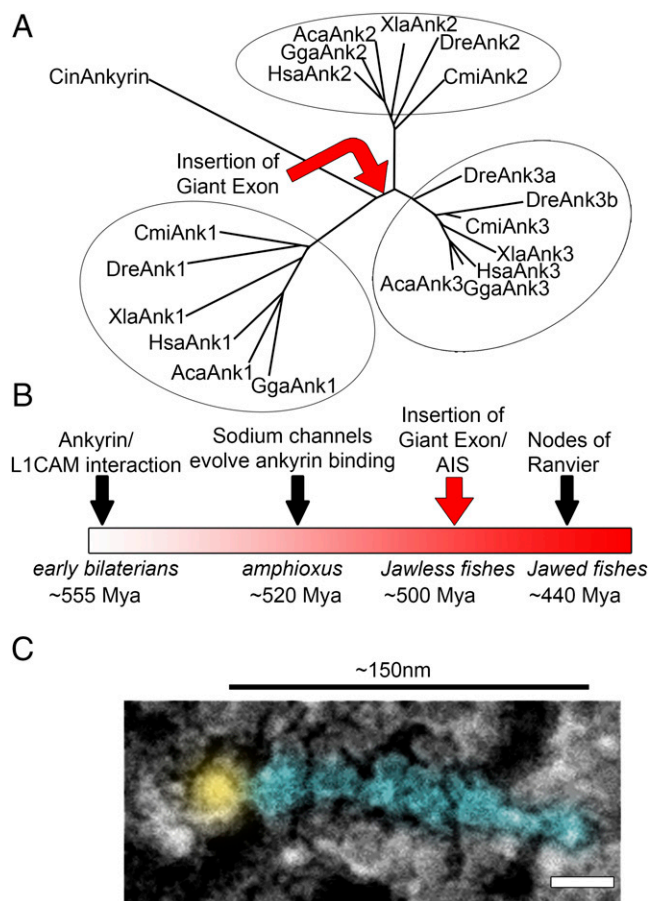 A
XlaAnk2
AcaAnk2
DreAnk2
GgaAnk2
HsaAnk2
CmiAnk2
CinAnkyrin
Insertion of
Giant Exon
DreAnk3a
DreAnk3b
CmiAnk3
XlaAnk3
HsaAnk3
AcaAnk3
GgaAnk3
CmiAnk1
DreAnk1
XlaAnk1
HsaAnk1
AcaAnk1
GgaAnk1
B
Ankyrin/
L1CAM interaction
Sodium channels
evolve ankyrin binding
Insertion of
Giant Exon/
AIS
Nodes of
Ranvier
early bilaterians
~555 Mya
amphioxus
~520 Mya
Jawless fishes
~500 Mya
Jawed fishes
~440 Mya
C
~150nm